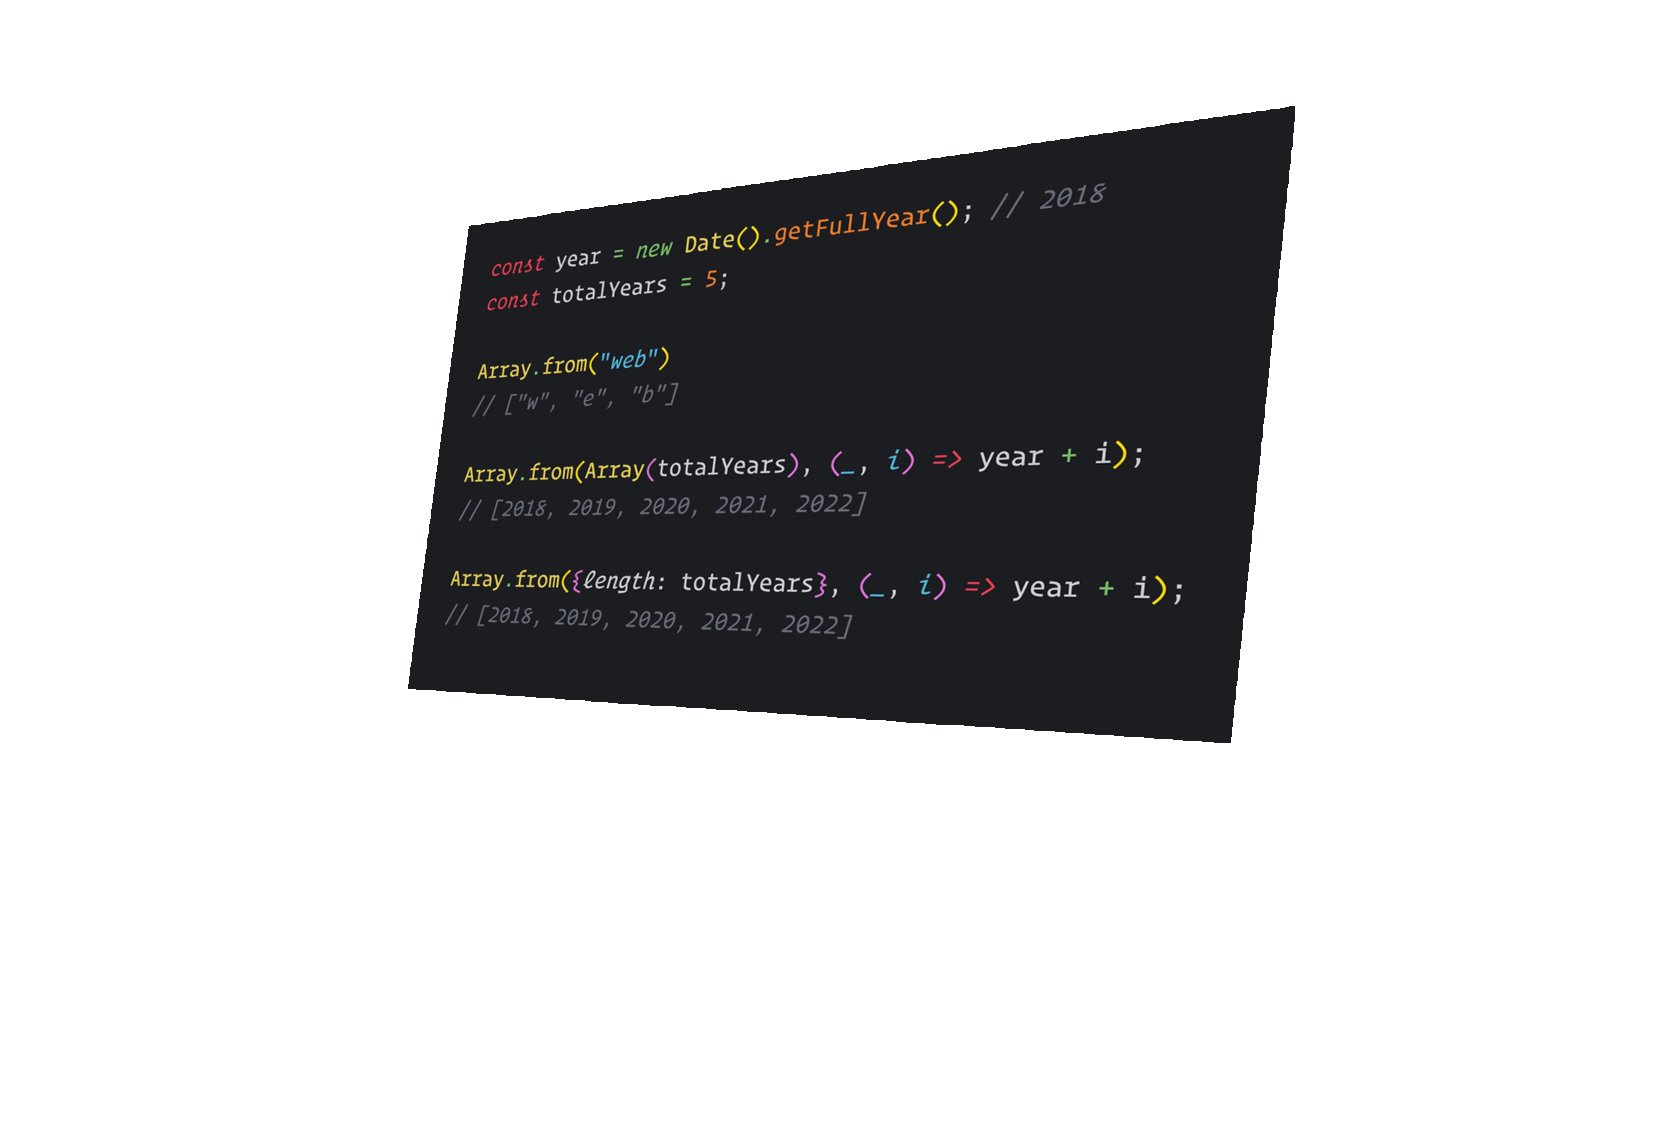 const year = new Date().getFullYear(); // 2018
const totalYears = 5;
Array.from("web")
// ["w", "e", "b"]
Array.from(Array(totalYears), (_, i) => year + i);
// [2018, 2019, 2020, 2021, 2022]
Array.from({length: totalYears}, (_, i) => year + i);
// [2018, 2019, 2020, 2021, 2022]